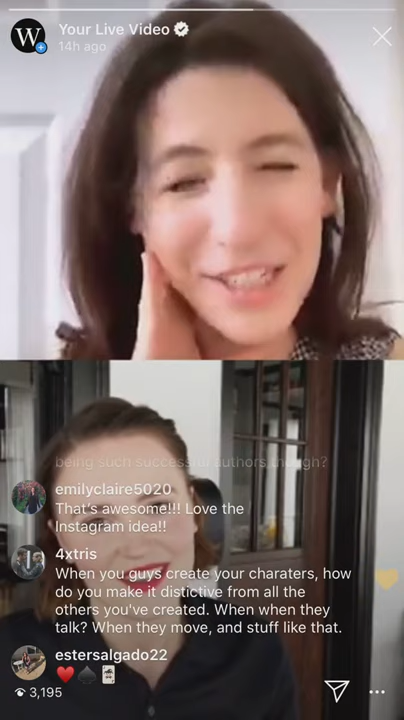 W
Your Live Video
14h ago
being such successful authors though?
emilyclaire5020
That's awesome!!! Love the
Instagram idea!!
4xtris
When you guys create your charaters, how
do you make it distictive from all the
others you've created. When when they
talk? When they move, and stuff like that.
estersalgado22
3,195